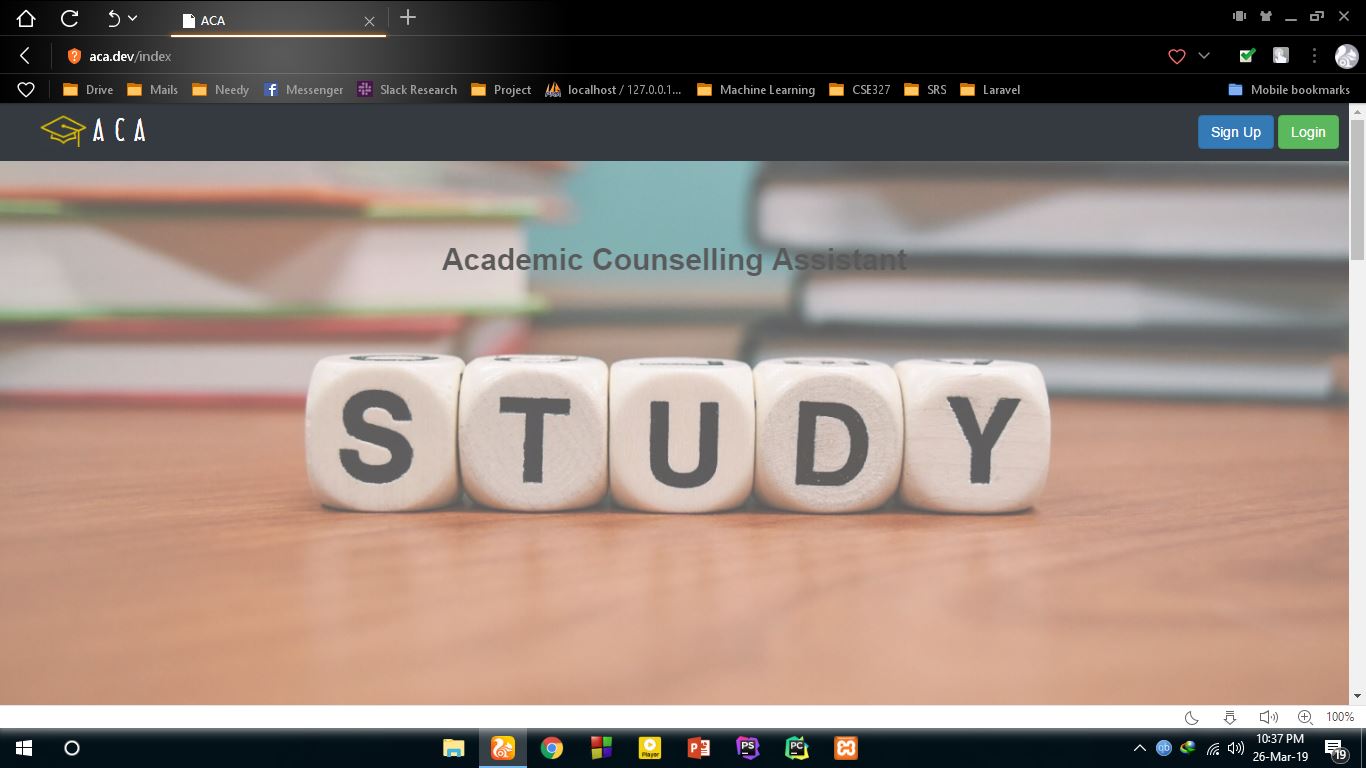 ACA
aca.dev/index
Drive Mails Needy Messenger Slack Research Project localhost / 127.0.0.1... Machine Learning CSE327 SRS Laravel Mobile bookmarks
ACA Sign Up Login
Academic Counselling Assistant
STUDY
100%
Player PS PC
10:37 PM
26-Mar-19
19